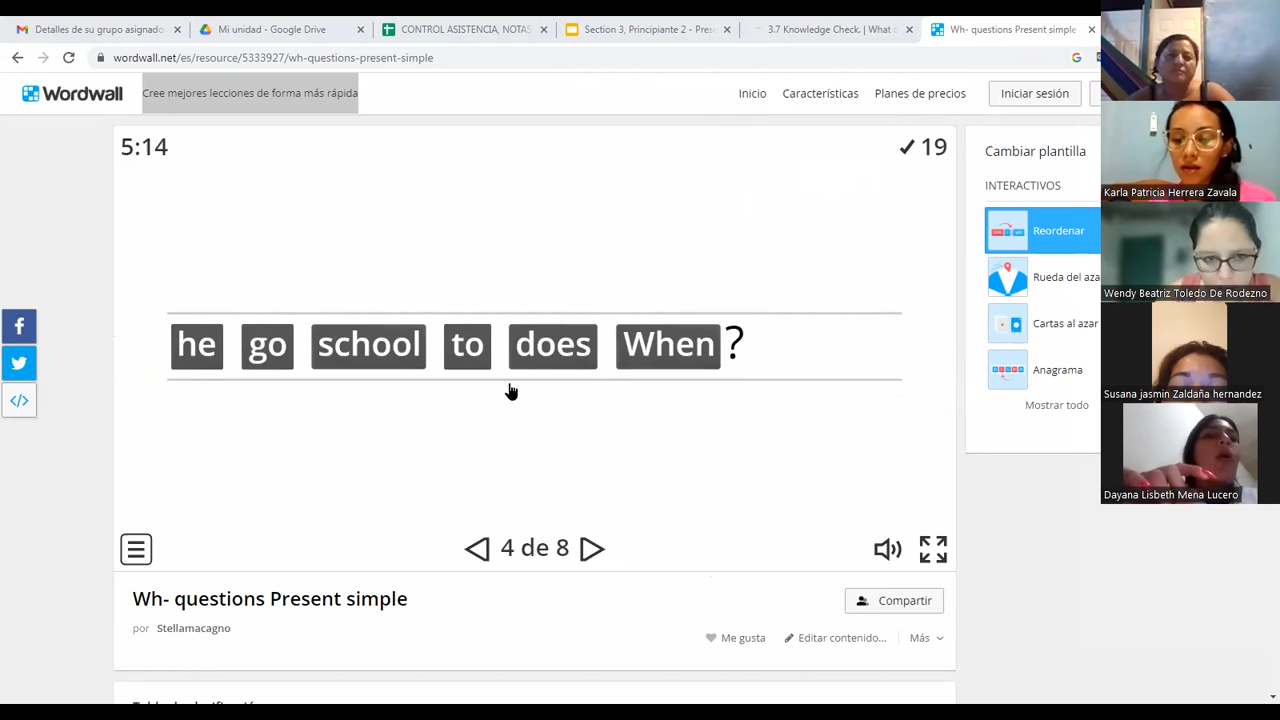 Detalles de su grupo asignado
Mi unidad - Google Drive
CONTROL ASISTENCIA, NOTAS
Section 3, Principiante 2 - Pres
3.7 Knowledge Check. | What
Wh- questions Present simple
wordwall.net/es/resource/5333927/wh-questions-present-simple
Wordwall
Cree mejores lecciones de forma más rápida
Inicio
Características
Planes de precios
Iniciar sesión
5:14
✓ 19
he go school to does When ?
4 de 8
Wh- questions Present simple
por Stellamacagno
Compartir
Me gusta
Editar contenido...
Más
Cambiar plantilla
INTERACTIVOS
Reordenar
Rueda del aza
Cartas al azar
Anagrama
Mostrar todo
Karla Patricia Herrera Zavala
Wendy Beatriz Toledo De Rodezno
Susana jasmin Zaldaña hernandez
Dayana Lisbeth Mena Lucero